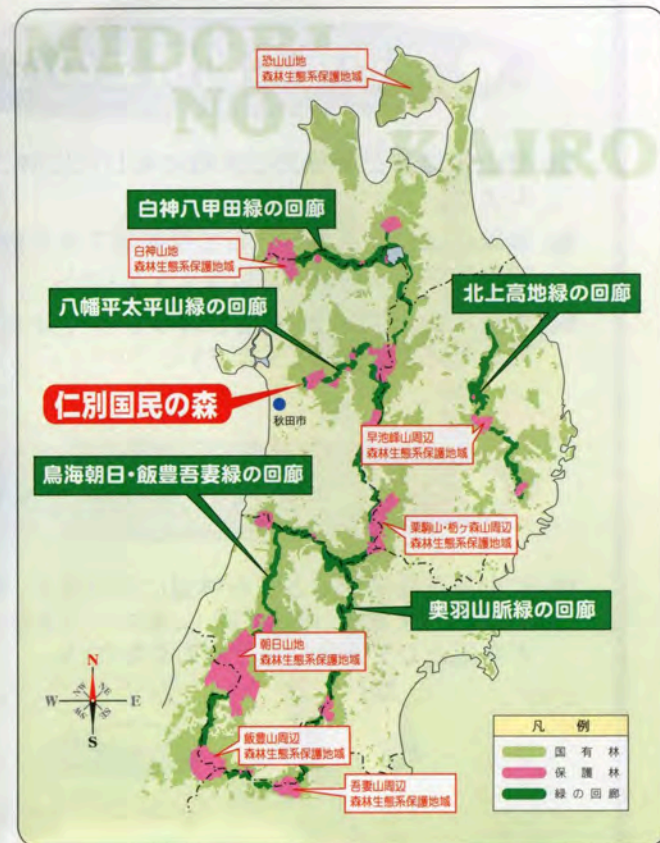 MIDORI
NO
KAIRO
恐山山地
森林生態系保護地域
白神八甲田緑の回廊
白神山地
森林生態系保護地域
北上高地緑の回廊
八幡平太平山緑の回廊
仁別国民の森
秋田市
早池峰山周辺
森林生態系保護地域
鳥海朝日・飯豊吾妻緑の回廊
栗駒山・栃ヶ森山周辺
森林生態系保護地域
奥羽山脈緑の回廊
朝日山地
森林生態系保護地域
N
NW
NE
W
E
SW
SE
S
飯豊山周辺
森林生態系保護地域
吾妻山周辺
森林生態系保護地域
凡例
国有林
保護林
緑の回廊